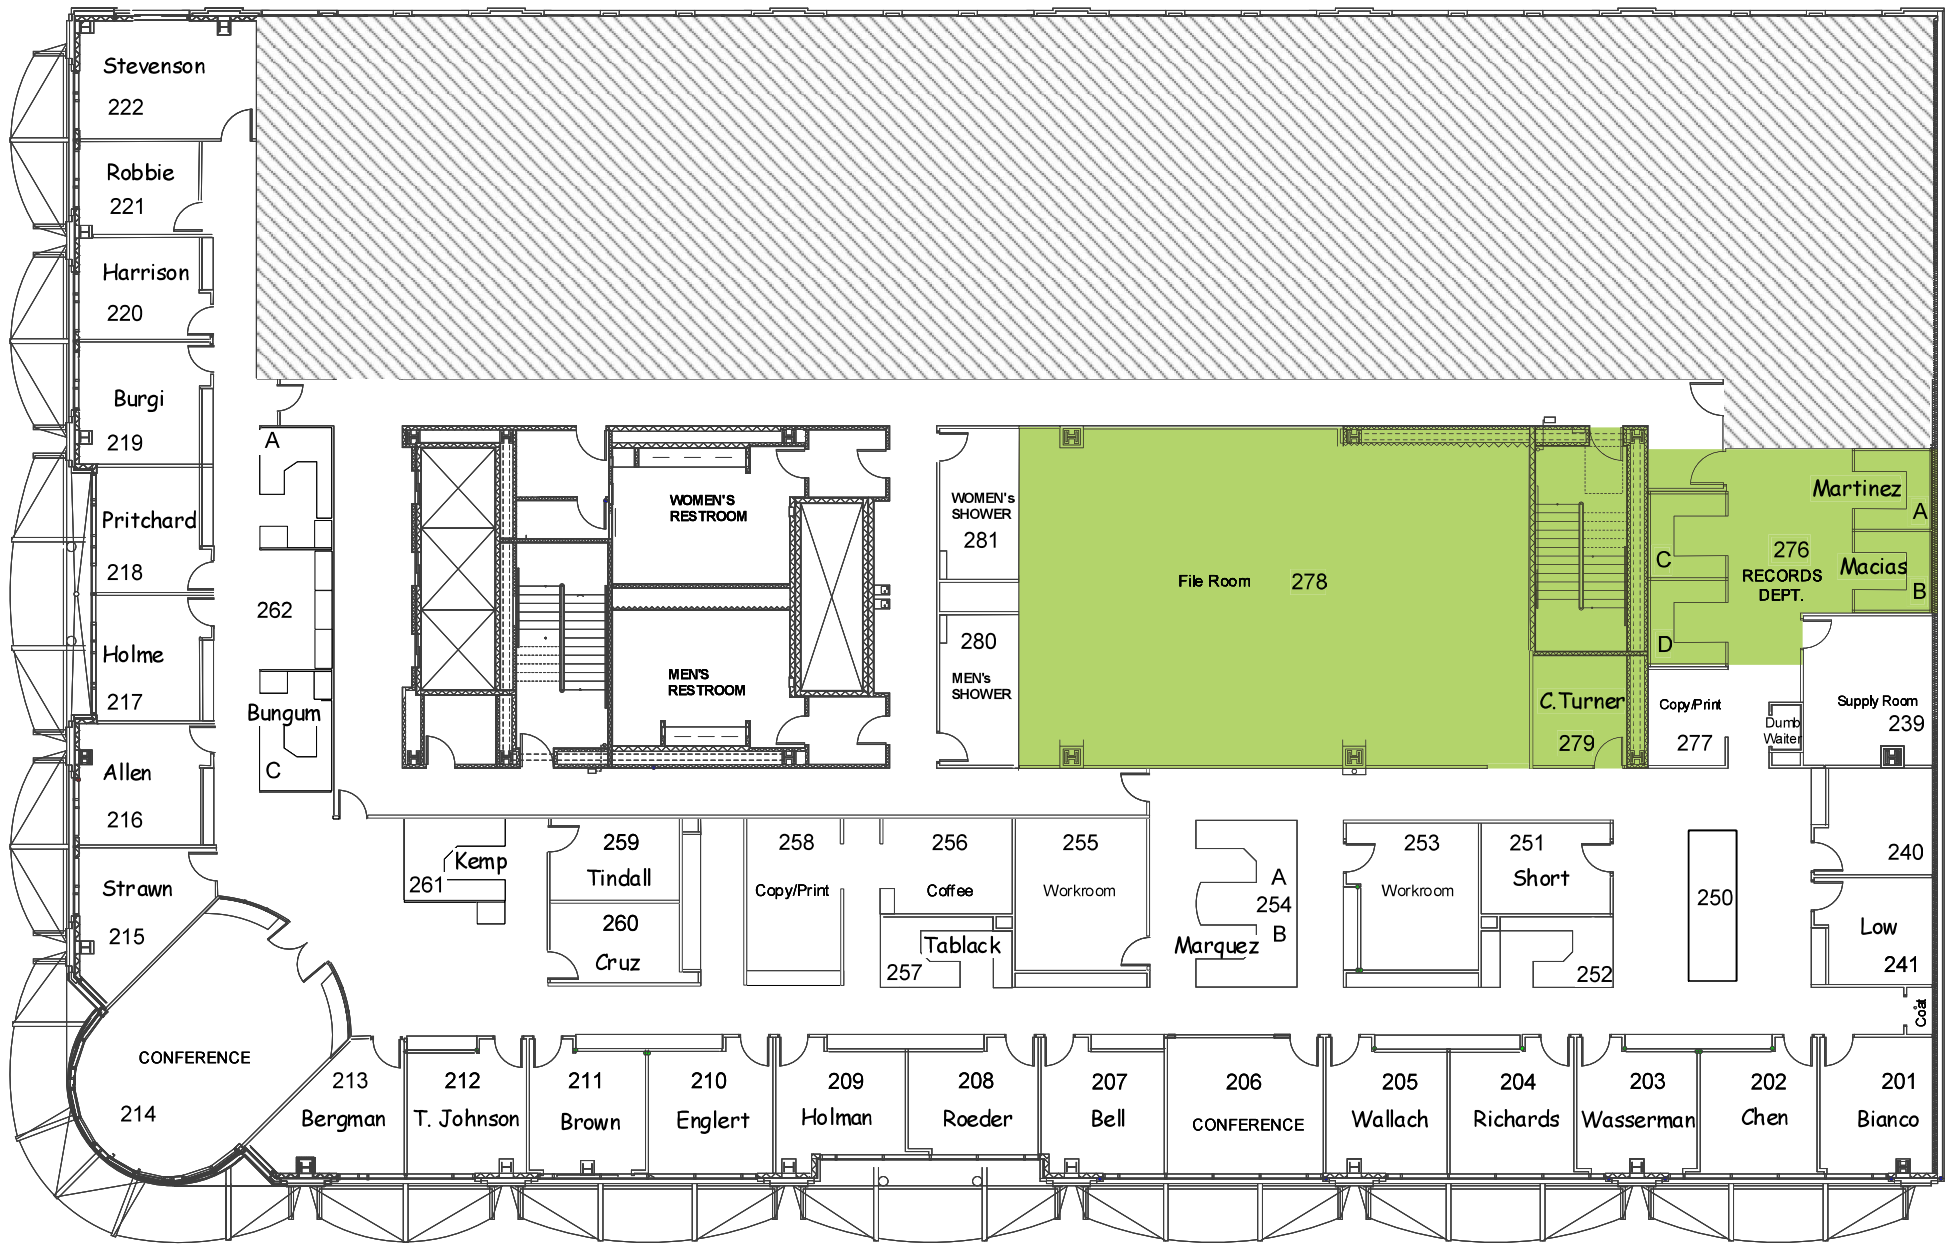 Stevenson
222
Robbie
221
Harrison
220
Burgi
219
Pritchard
218
Holme
217
Allen
216
Strawn
215
CONFERENCE
214
A
262
Bungum
C
WOMEN'S
RESTROOM
MEN'S
RESTROOM
WOMEN's
SHOWER
281
280
MEN's
SHOWER
File Room 278
C.Turner
279
C
D
276
RECORDS
DEPT.
Martinez
A
Macias
B
Copy/Print
277
Dumb
Waiter
Supply Room
239
Kemp
261
259
Tindall
260
Cruz
258
Copy/Print
256
Coffee
Tablack
257
255
Workroom
A
254
B
Marquez
253
Workroom
251
Short
252
250
240
Low
241
Coat
213
Bergman
212
T. Johnson
211
Brown
210
Englert
209
Holman
208
Roeder
207
Bell
206
CONFERENCE
205
Wallach
204
Richards
203
Wasserman
202
Chen
201
Bianco